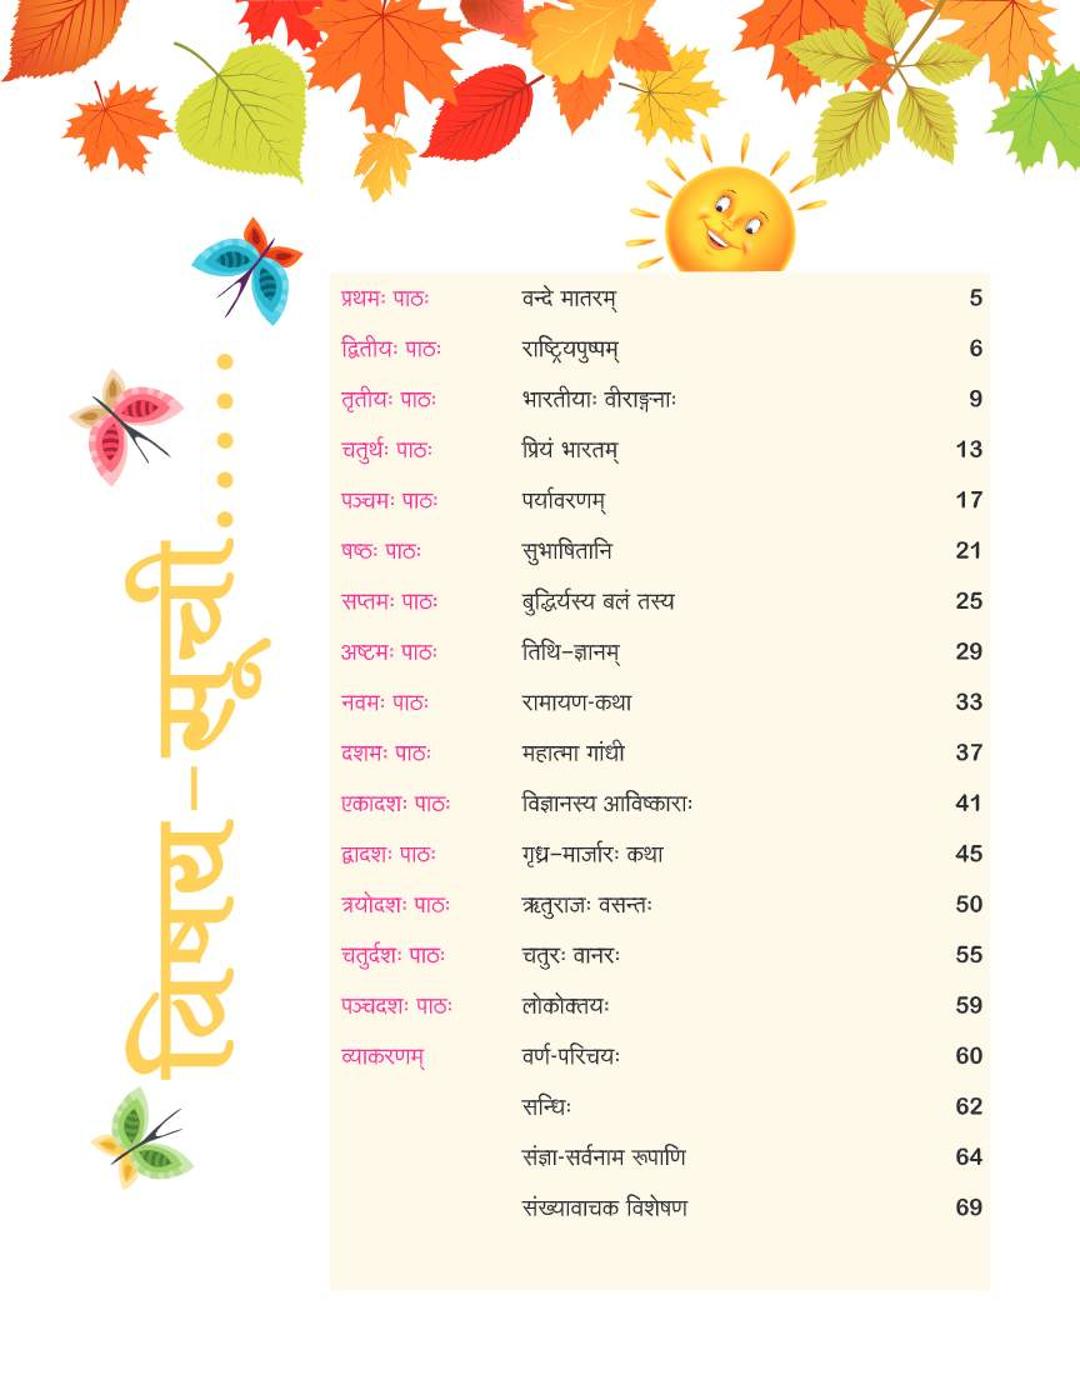 विषय-सूची......
प्रथमः पाठः वन्दे मातरम् 5
द्वितीयः पाठः राष्ट्रियपुष्पम् 6
तृतीयः पाठः भारतीयाः वीराङ्गनाः 9
चतुर्थः पाठः प्रियं भारतम् 13
पञ्चमः पाठः पर्यावरणम् 17
षष्ठः पाठः सुभाषितानि 21
सप्तमः पाठः बुद्धिर्यस्य बलं तस्य 25
अष्टमः पाठः तिथि–ज्ञानम् 29
नवमः पाठः रामायण-कथा 33
दशमः पाठः महात्मा गांधी 37
एकादशः पाठः विज्ञानस्य आविष्काराः 41
द्वादशः पाठः गृध्र–मार्जारः कथा 45
त्रयोदशः पाठः ऋतुराजः वसन्तः 50
चतुर्दशः पाठः चतुरः वानरः 55
पञ्चदशः पाठः लोकोक्तयः 59
व्याकरणम् वर्ण-परिचयः 60
सन्धिः 62
संज्ञा-सर्वनाम रूपाणि 64
संख्यावाचक विशेषण 69